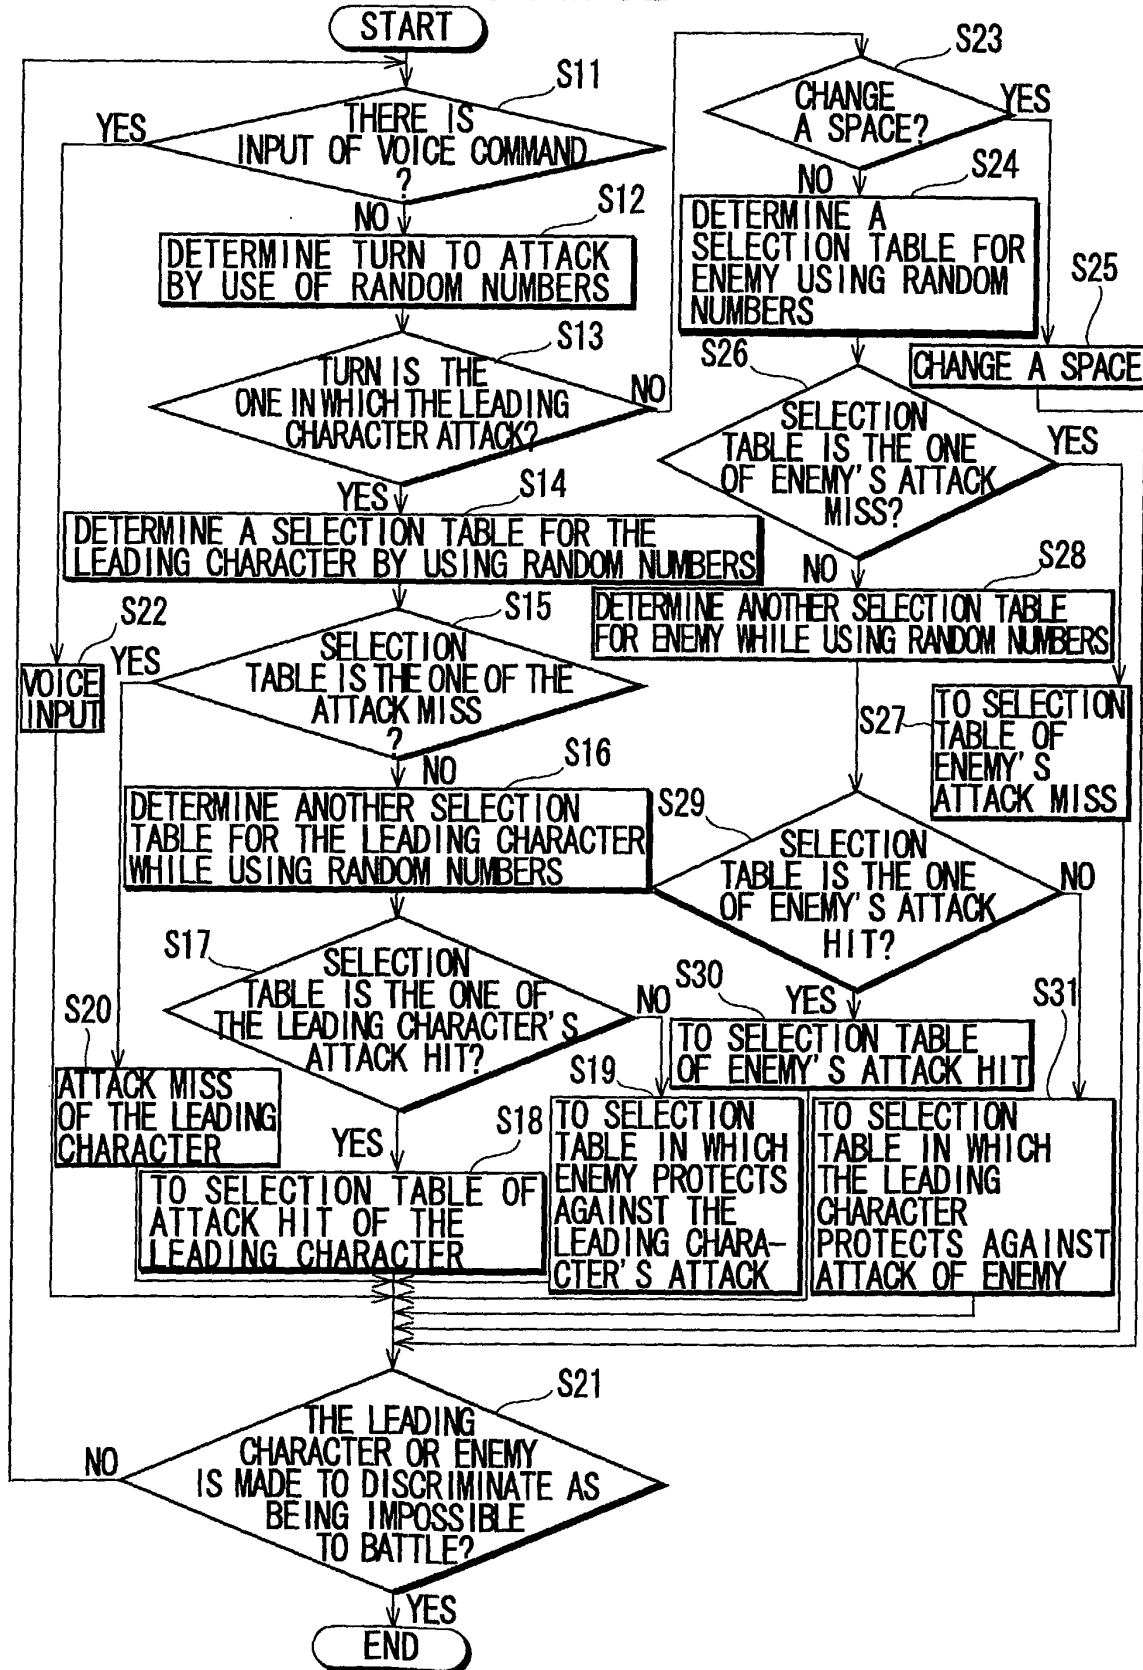 START
S11
THERE IS
INPUT OF VOICE COMMAND
?
YES
NO
S12
DETERMINE TURN TO ATTACK
BY USE OF RANDOM NUMBERS
S13
TURN IS THE
ONE IN WHICH THE LEADING
CHARACTER ATTACK?
NO
YES
S14
DETERMINE A SELECTION TABLE FOR THE
LEADING CHARACTER BY USING RANDOM NUMBERS
S22
VOICE
INPUT
S15
YES
SELECTION
TABLE IS THE ONE OF THE
ATTACK MISS
?
NO
S16
DETERMINE ANOTHER SELECTION
TABLE FOR THE LEADING CHARACTER
WHILE USING RANDOM NUMBERS
S17
SELECTION
TABLE IS THE ONE OF
THE LEADING CHARACTER'S
ATTACK HIT?
NO
YES
S20
ATTACK MISS
OF THE LEADING
CHARACTER
S18
TO SELECTION TABLE OF
ATTACK HIT OF THE
LEADING CHARACTER
S19
TO SELECTION
TABLE IN WHICH
ENEMY PROTECTS
AGAINST THE
LEADING CHARA-
CTER'S ATTACK
S23
CHANGE
A SPACE?
YES
NO
S24
DETERMINE A
SELECTION TABLE FOR
ENEMY USING RANDOM
NUMBERS
S25
CHANGE A SPACE
S26
SELECTION
TABLE IS THE ONE
OF ENEMY'S ATTACK
MISS?
YES
NO
S28
DETERMINE ANOTHER SELECTION TABLE
FOR ENEMY WHILE USING RANDOM NUMBERS
S27
TO SELECTION
TABLE OF
ENEMY'S
ATTACK MISS
S29
SELECTION
TABLE IS THE ONE
OF ENEMY'S ATTACK
HIT?
NO
YES
S30
TO SELECTION TABLE
OF ENEMY'S ATTACK HIT
S31
TO SELECTION
TABLE IN WHICH
THE LEADING
CHARACTER
PROTECTS AGAINST
ATTACK OF ENEMY
S21
THE LEADING
CHARACTER OR ENEMY
IS MADE TO DISCRIMINATE AS
BEING IMPOSSIBLE
TO BATTLE?
NO
YES
END